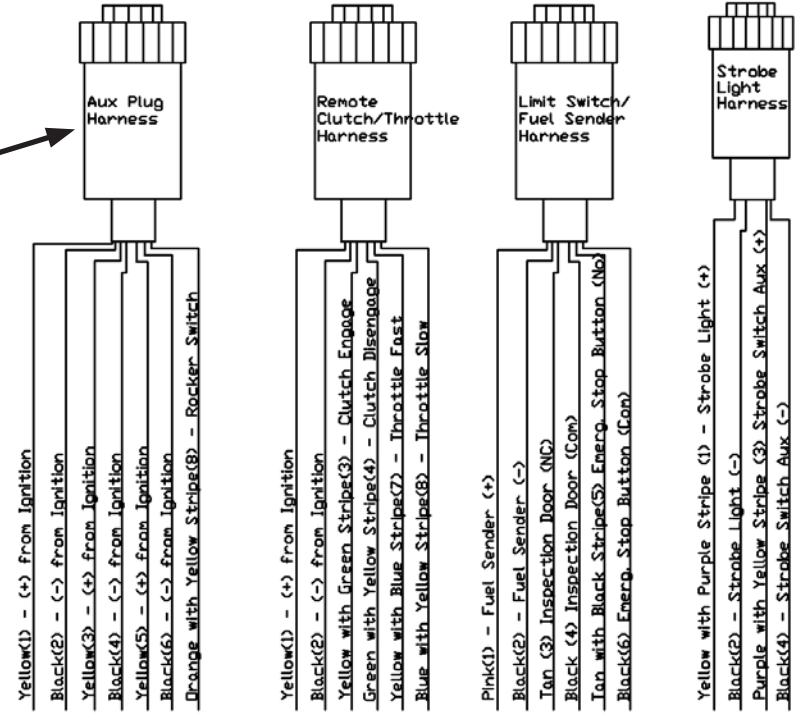 Aux Plug
Harness
Yellow(1) - (+) from Ignition
Black(2) - (-) from Ignition
Yellow(3) - (+) from Ignition
Black(4) - (-) from Ignition
Yellow(5) - (+) from Ignition
Black(6) - (-) from Ignition
Orange with Yellow Stripe(8) - Rocker Switch
Remote
Clutch/Throttle
Harness
Yellow(1) - (+) from Ignition
Black(2) - (-) from Ignition
Yellow with Green Stripe(3) - Clutch Engage
Green with Yellow Stripe(4) - Clutch Disengage
Yellow with Blue Stripe(7) - Throttle Fast
Blue with Yellow Stripe(8) - Throttle Slow
Limit Switch/
Fuel Sender
Harness
Pink(1) - Fuel Sender (+)
Black(2) - Fuel Sender (-)
Tan (3) Inspection Door (NC)
Black (4) Inspection Door (Com)
Tan with Black Stripe(5) Emerg. Stop Button (No)
Black(6) Emerg. Stop Button (Com)
Strobe
Light
Harness
Yellow with Purple Stripe (1) - Strobe Light (+)
Black(2) - Strobe Light (-)
Purple with Yellow Stripe (3) Strobe Switch Aux (+)
Black(4) - Strobe Switch Aux (-)